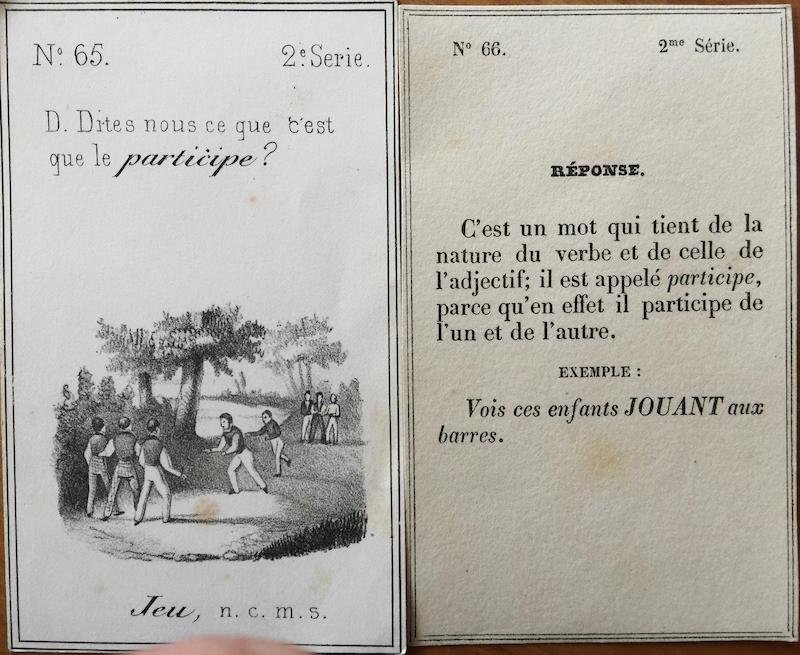 Nº 65. 2e Serie.
D. Dites nous ce que c'est
que le participe?
Jeu, n. c. m. s.
Nº 66. 2me Série.
RÉPONSE.
C'est un mot qui tient de la
nature du verbe et de celle de
l'adjectif; il est appelé participe,
parce qu'en effet il participe de
l'un et de l'autre.
EXEMPLE :
Vois ces enfants JOUANT aux
barres.